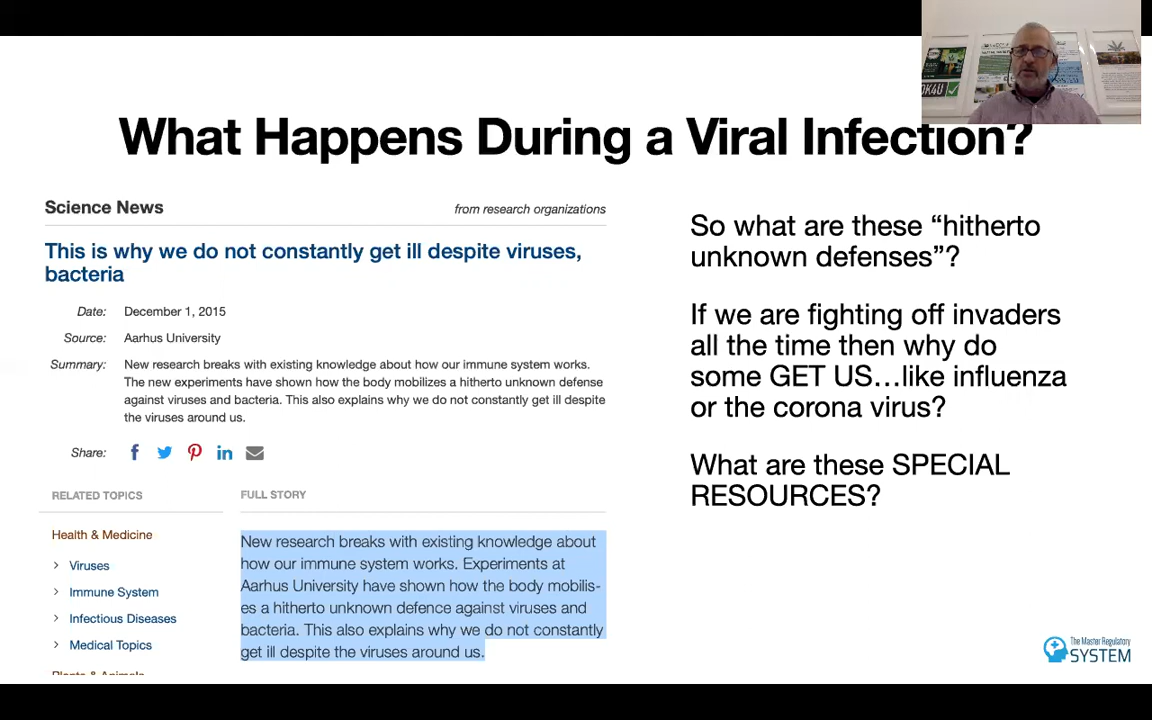 What Happens During a Viral Infection?
Science News
from research organizations
This is why we do not constantly get ill despite viruses,
bacteria
Date: December 1, 2015
Source: Aarhus University
Summary: New research breaks with existing knowledge about how our immune system works.
The new experiments have shown how the body mobilizes a hitherto unknown defense
against viruses and bacteria. This also explains why we do not constantly get ill despite
the viruses around us.
Share:
RELATED TOPICS
Health & Medicine
Viruses
Immune System
Infectious Diseases
Medical Topics
Plants & Animals
FULL STORY
New research breaks with existing knowledge about
how our immune system works. Experiments at
Aarhus University have shown how the body mobilis-
es a hitherto unknown defence against viruses and
bacteria. This also explains why we do not constantly
get ill despite the viruses around us.
So what are these “hitherto
unknown defenses”?
If we are fighting off invaders
all the time then why do
some GET US…like influenza
or the corona virus?
What are these SPECIAL
RESOURCES?
The Master Regulatory
SYSTEM
OK4U